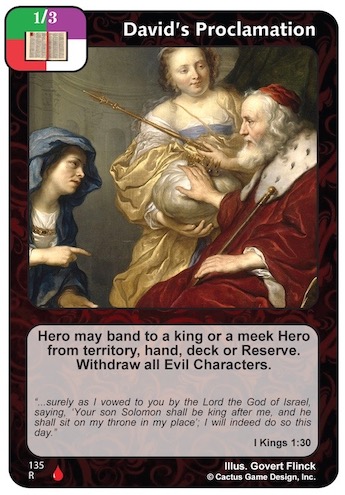 1/3
David's Proclamation
Hero may band to a king or a meek Hero
from territory, hand, deck or Reserve.
Withdraw all Evil Characters.
"...surely as I vowed to you by the Lord the God of Israel,
saying, 'Your son Solomon shall be king after me, and he
shall sit on my throne in my place'; I will indeed do so this
day."
I Kings 1:30
135
R
Illus. Govert Flinck
© Cactus Game Design, Inc.